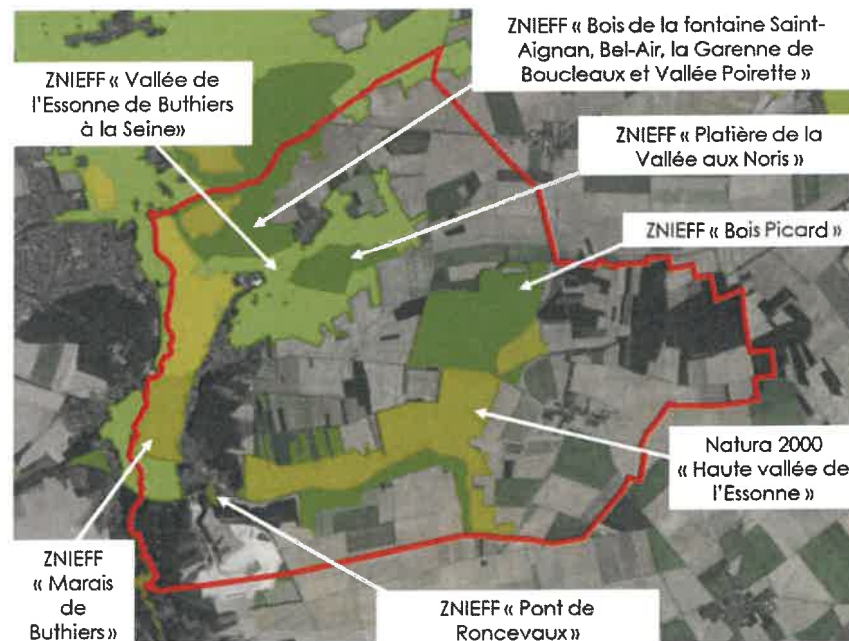 ZNIEFF « Vallée de
l'Essonne de Buthiers
à la Seine»
ZNIEFF « Bois de la fontaine Saint-
Aignan, Bel-Air, la Garenne de
Boucleaux et Vallée Poirette »
ZNIEFF « Platière de la
Vallée aux Noris »
ZNIEFF « Bois Picard »
Natura 2000
« Haute vallée de
l'Essonne »
ZNIEFF
« Marais
de
Buthiers »
ZNIEFF « Pont de
Roncevaux »